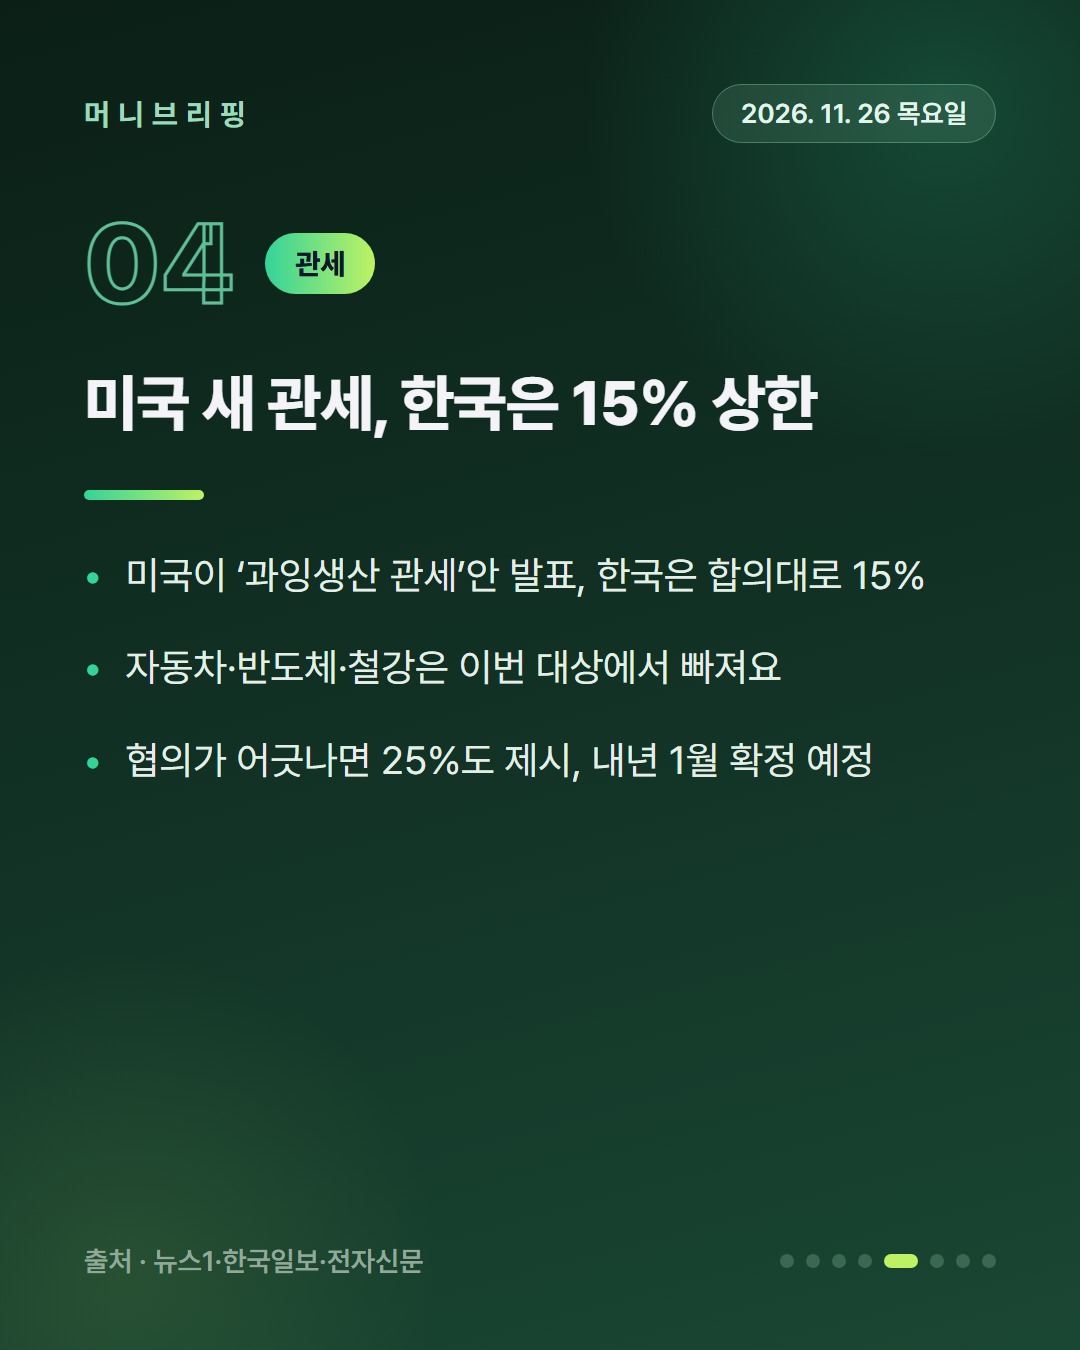 머니브리핑
2026. 11. 26 목요일
04
관세
미국 새 관세, 한국은 15% 상한
• 미국이 ‘과잉생산 관세’안 발표, 한국은 합의대로 15%
• 자동차·반도체·철강은 이번 대상에서 빠져요
• 협의가 어긋나면 25%도 제시, 내년 1월 확정 예정
출처 · 뉴스1·한국일보·전자신문